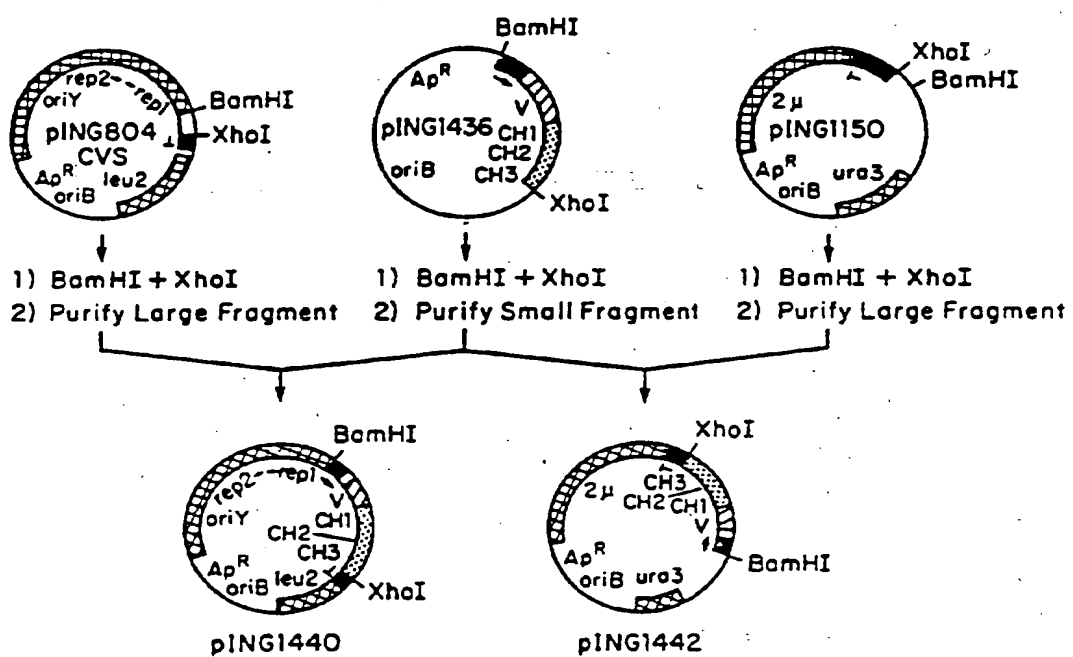 BamHI
rep2
rep1
oriY
BamHI
XhoI
pING804
CVS
ApR
leu2
oriB
BamHI
ApR
V
pING1436
CH1
CH2
CH3
oriB
XhoI
XhoI
BamHI
2μ
pING1150
ApR
ura3
oriB
1) BamHI + XhoI
2) Purify Large Fragment
1) BamHI + XhoI
2) Purify Small Fragment
1) BamHI + XhoI
2) Purify Large Fragment
BamHI
rep2
rep1
V
oriY
CH1
CH2
CH3
ApR
leu2
oriB
XhoI
pING1440
XhoI
2μ
CH3
CH2
CH1
V
ApR
BamHI
oriB
ura3
pING1442